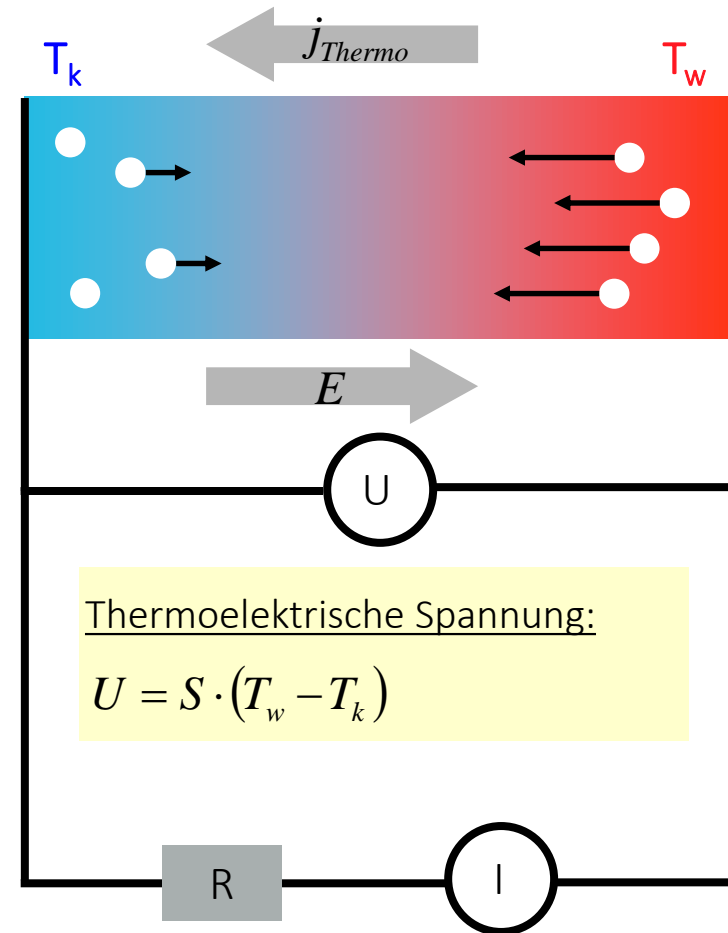 j_Thermo
T_k T_w
E
U
Thermoelektrische Spannung:
U = S · (T_w − T_k)
R I